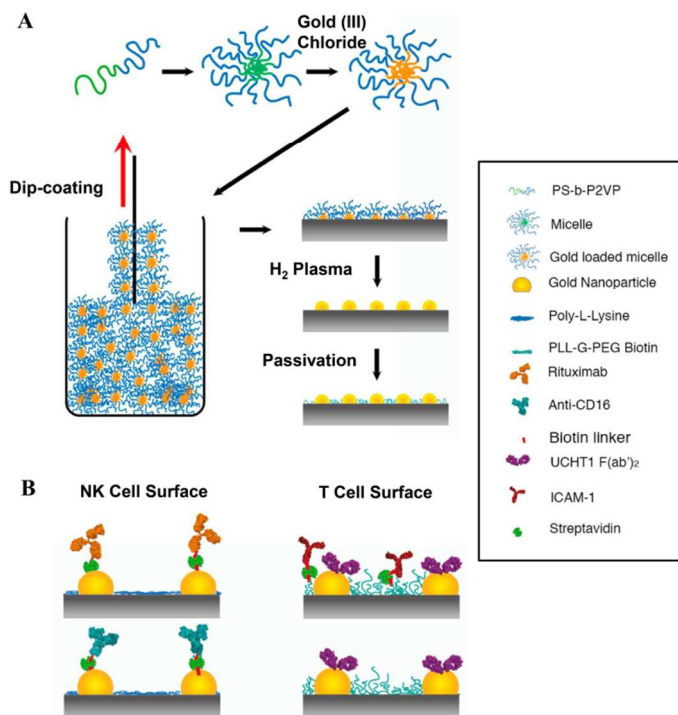 A
Gold (III)
Chloride
Dip-coating
H₂ Plasma
Passivation
B
NK Cell Surface
T Cell Surface
PS-b-P2VP
Micelle
Gold loaded micelle
Gold Nanoparticle
Poly-L-Lysine
PLL-G-PEG Biotin
Rituximab
Anti-CD16
Biotin linker
UCHT1 F(ab')₂
ICAM-1
Streptavidin